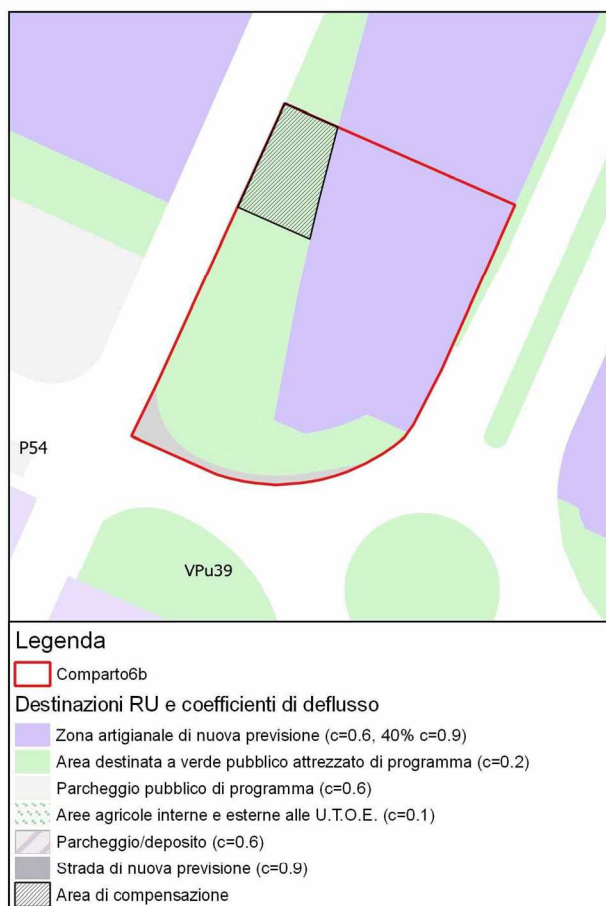 P54
VPu39
Legenda
Comparto6b
Destinazioni RU e coefficienti di deflusso
Zona artigianale di nuova previsione (c=0.6, 40% c=0.9)
Area destinata a verde pubblico attrezzato di programma (c=0.2)
Parcheggio pubblico di programma (c=0.6)
Aree agricole interne e esterne alle U.T.O.E. (c=0.1)
Parcheggio/deposito (c=0.6)
Strada di nuova previsione (c=0.9)
Area di compensazione